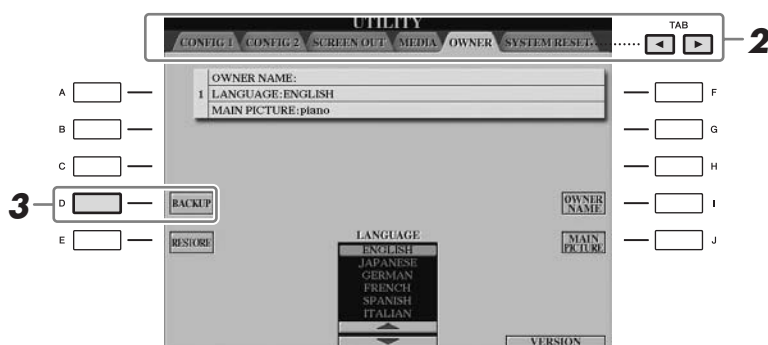 UTILITY
TAB
CONFIG 1 CONFIG 2 SCREEN OUT MEDIA OWNER SYSTEM RESET
2
OWNER NAME:
1 LANGUAGE:ENGLISH
MAIN PICTURE:piano
A
F
B
G
C
H
3
D
BACKUP
OWNER NAME
I
E
RESTORE
LANGUAGE
ENGLISH
JAPANESE
GERMAN
FRENCH
SPANISH
ITALIAN
MAIN PICTURE
J
VERSION